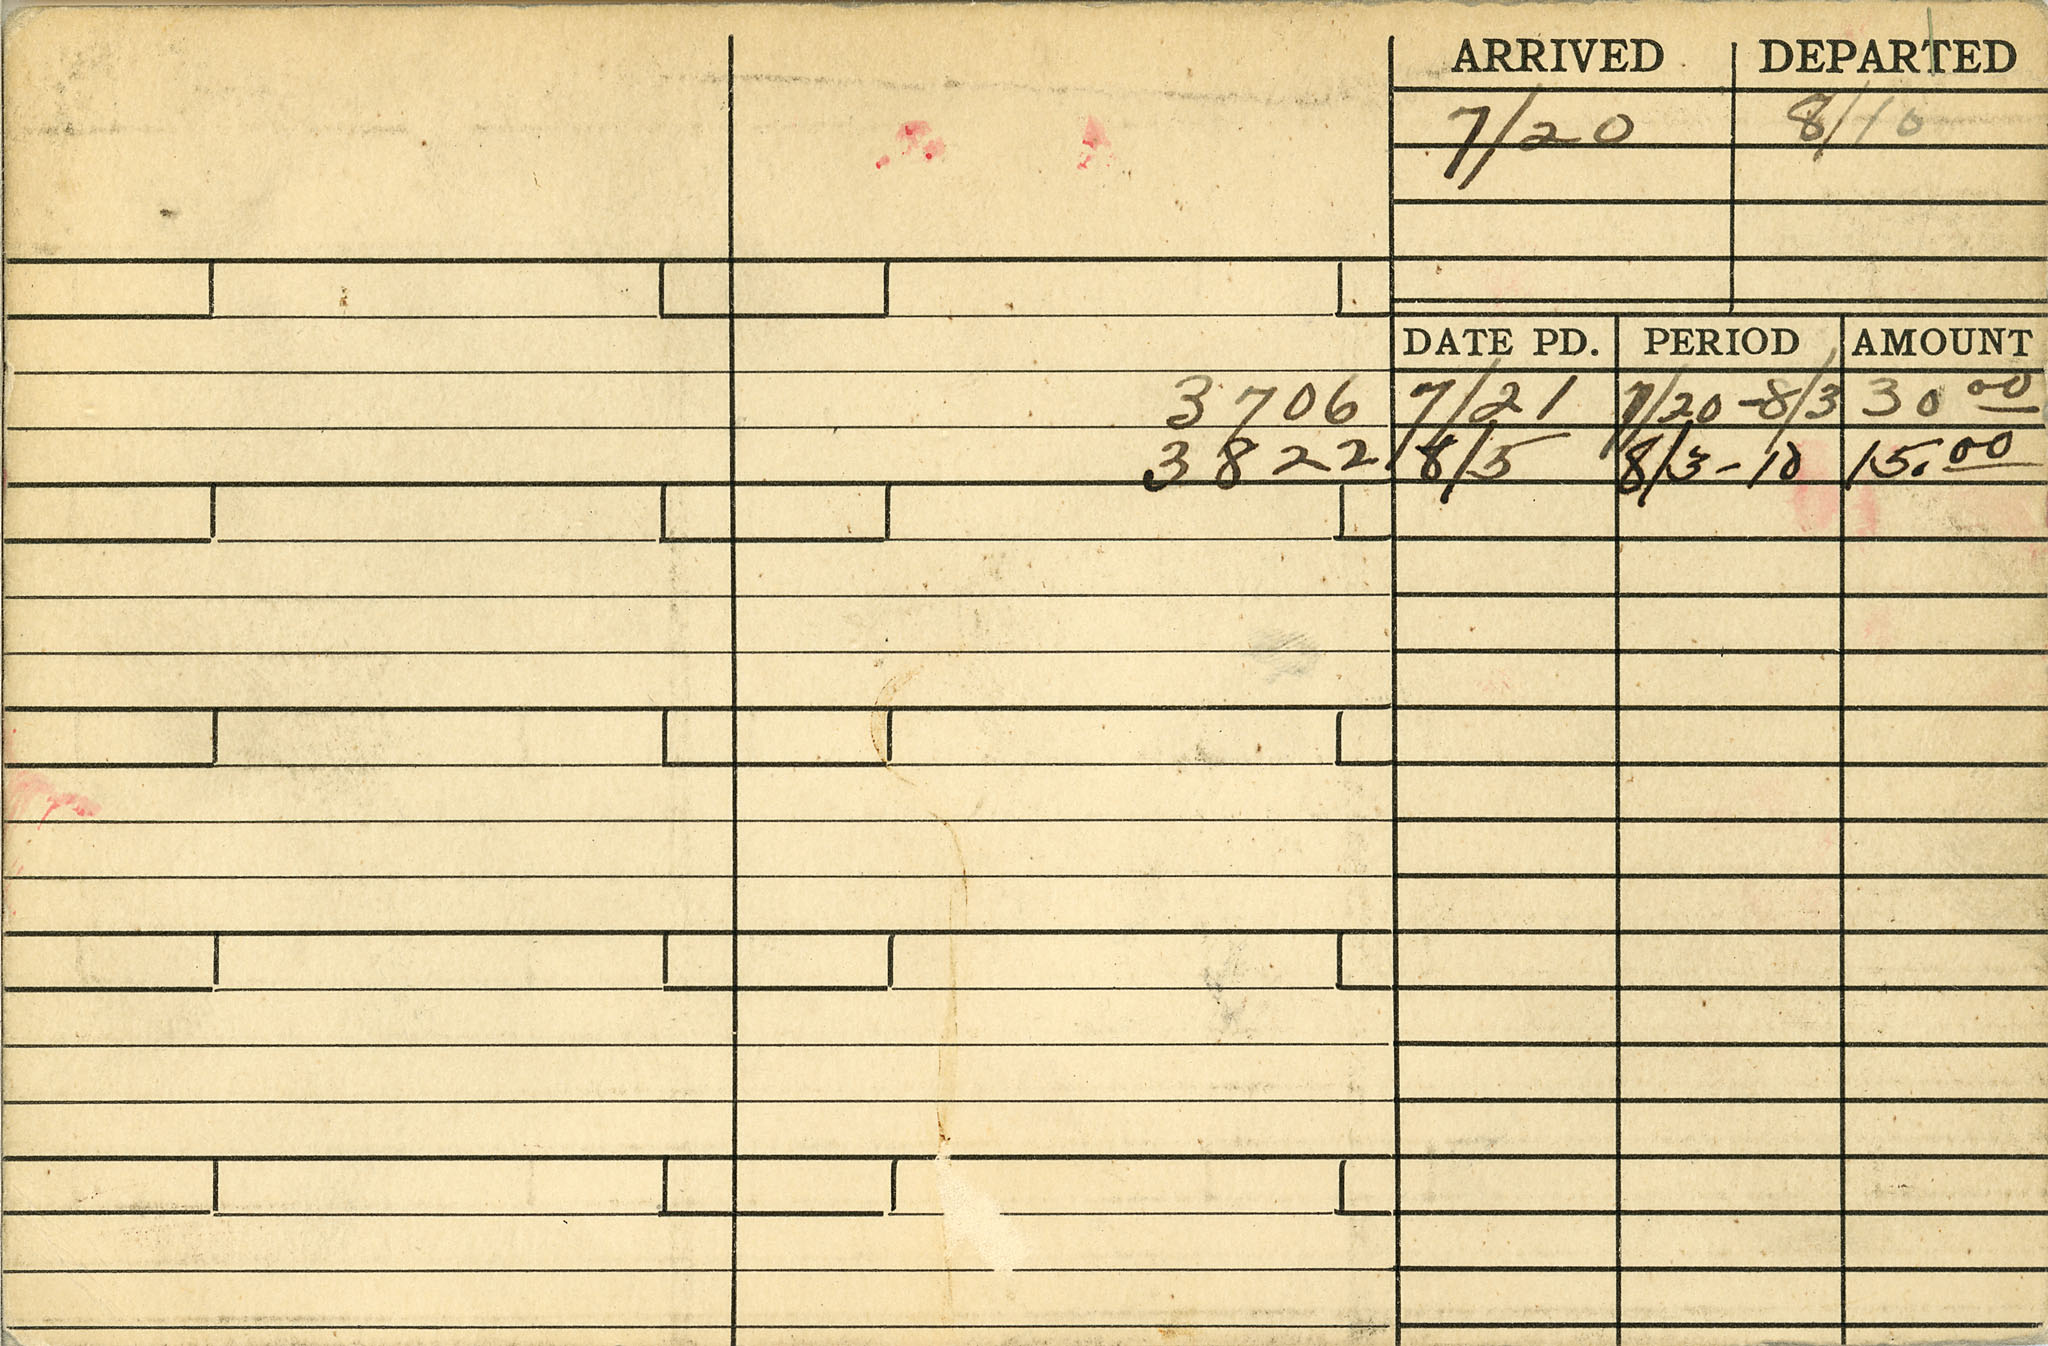 ARRIVED DEPARTED
7/20 8/10
DATE PD. PERIOD AMOUNT
3706 7/21 7/20-8/3 30 00
3822 8/5 8/3-10 15.00